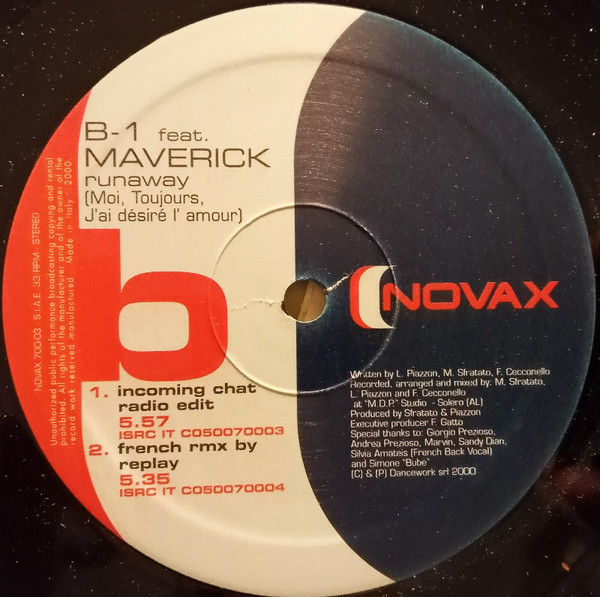 B-1 feat.
MAVERICK
runaway
(Moi, Toujours,
J'ai désiré l' amour)
b
1. incoming chat
radio edit
5.57
ISRC IT C050070003
2. french rmx by
replay
5.35
ISRC IT C050070004
NOVAX 700-03 S.I.A.E. 33 RPM - STEREO
Unauthorized public performance broadcasting copying and rental
prohibited. All rights of the manufacturer and of the owner of the
record work reserved manufactured Made in Italy - 2000
NOVAX
Written by L. Piazzon, M. Sfratato, F. Cecconello
Recorded, arranged and mixed by: M. Sfratato,
L. Piazzon and F. Cecconello
at "M.D.P." Studio - Solero (AL)
Produced by Sfratato & Piazzon
Executive producer F. Gatto
Special thanks to: Giorgio Prezioso,
Andrea Prezioso, Marvin, Sandy Dian,
Silvia Amateis (French Back Vocal)
and Simone "Bube"
(C) & (P) Dancework srl 2000